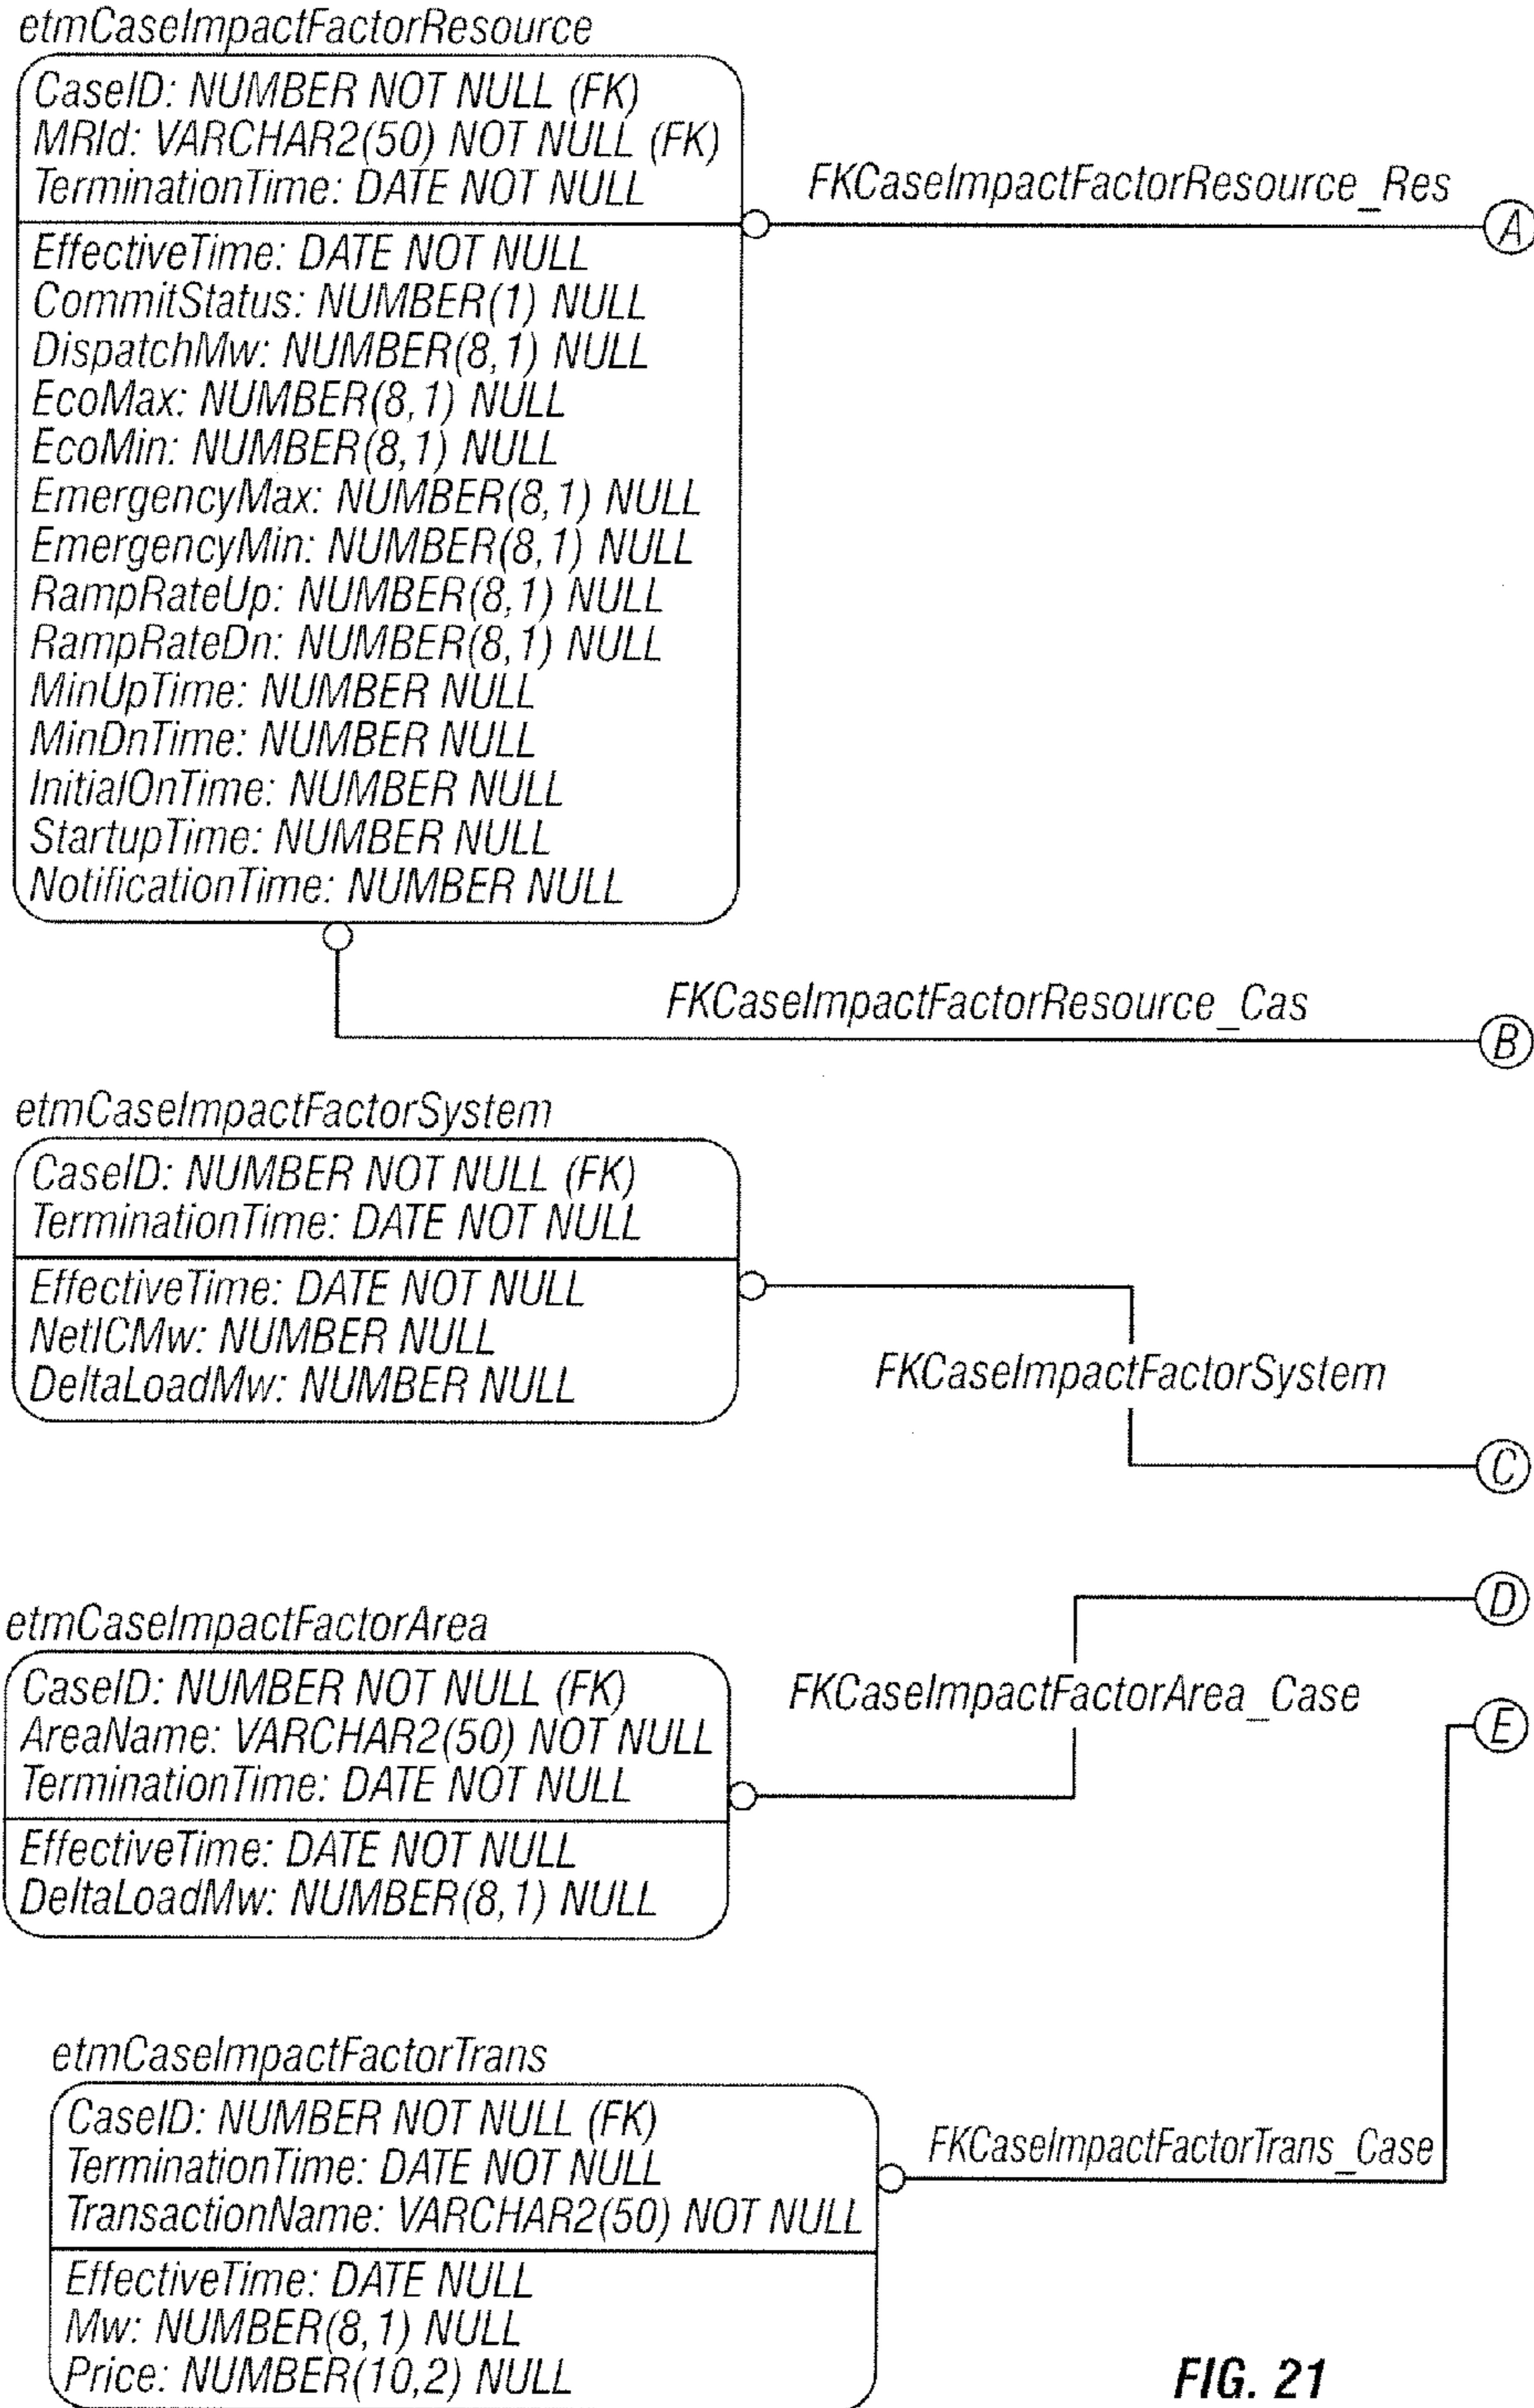 etmCaseImpactFactorResource
CaseID: NUMBER NOT NULL (FK)
MRId: VARCHAR2(50) NOT NULL (FK)
TerminationTime: DATE NOT NULL
FKCaseImpactFactorResource_Res
A
EffectiveTime: DATE NOT NULL
CommitStatus: NUMBER(1) NULL
DispatchMw: NUMBER(8,1) NULL
EcoMax: NUMBER(8,1) NULL
EcoMin: NUMBER(8,1) NULL
EmergencyMax: NUMBER(8,1) NULL
EmergencyMin: NUMBER(8,1) NULL
RampRateUp: NUMBER(8,1) NULL
RampRateDn: NUMBER(8,1) NULL
MinUpTime: NUMBER NULL
MinDnTime: NUMBER NULL
InitialOnTime: NUMBER NULL
StartupTime: NUMBER NULL
NotificationTime: NUMBER NULL
FKCaseImpactFactorResource_Cas
B
etmCaseImpactFactorSystem
CaseID: NUMBER NOT NULL (FK)
TerminationTime: DATE NOT NULL
EffectiveTime: DATE NOT NULL
NetICMw: NUMBER NULL
DeltaLoadMw: NUMBER NULL
FKCaseImpactFactorSystem
C
D
etmCaseImpactFactorArea
CaseID: NUMBER NOT NULL (FK)
AreaName: VARCHAR2(50) NOT NULL
TerminationTime: DATE NOT NULL
FKCaseImpactFactorArea_Case
E
EffectiveTime: DATE NOT NULL
DeltaLoadMw: NUMBER(8,1) NULL
etmCaseImpactFactorTrans
CaseID: NUMBER NOT NULL (FK)
TerminationTime: DATE NOT NULL
TransactionName: VARCHAR2(50) NOT NULL
FKCaseImpactFactorTrans_Case
EffectiveTime: DATE NULL
Mw: NUMBER(8,1) NULL
Price: NUMBER(10,2) NULL
FIG. 21